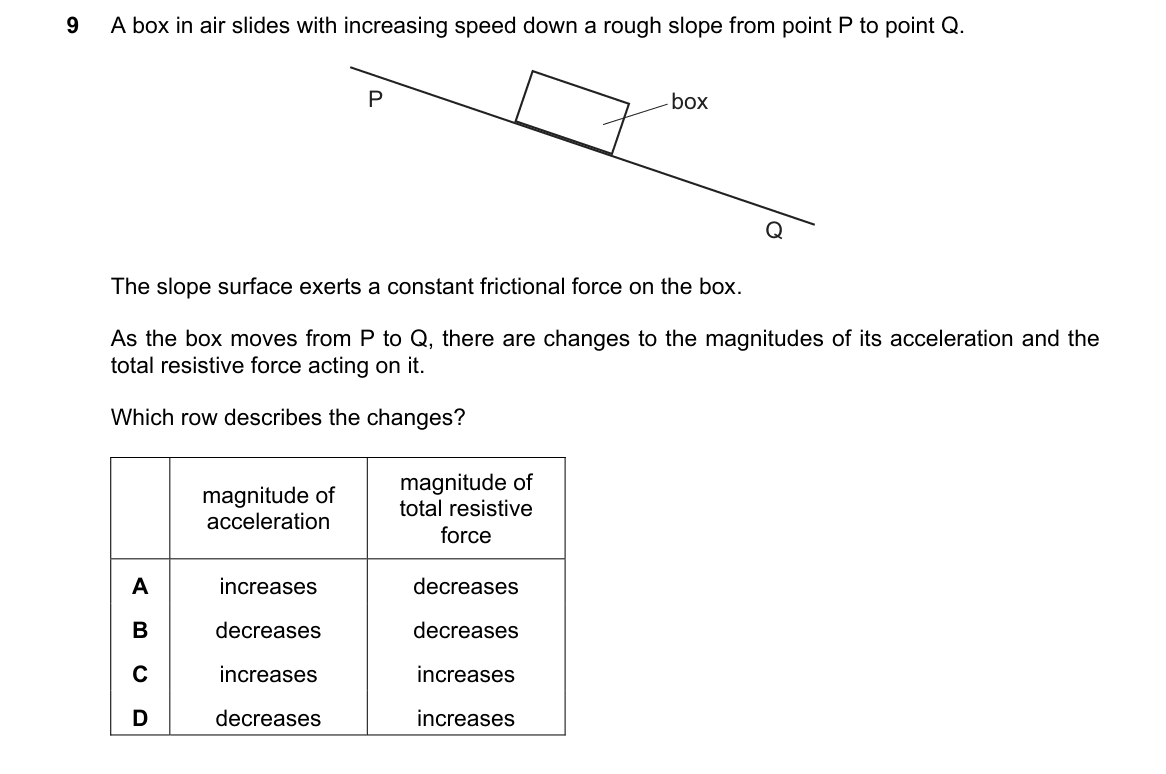 9 A box in air slides with increasing speed down a rough slope from point P to point Q.
P
box
Q
The slope surface exerts a constant frictional force on the box.
As the box moves from P to Q, there are changes to the magnitudes of its acceleration and the
total resistive force acting on it.
Which row describes the changes?
magnitude of
acceleration
magnitude of
total resistive
force
A increases decreases
B decreases decreases
C increases increases
D decreases increases